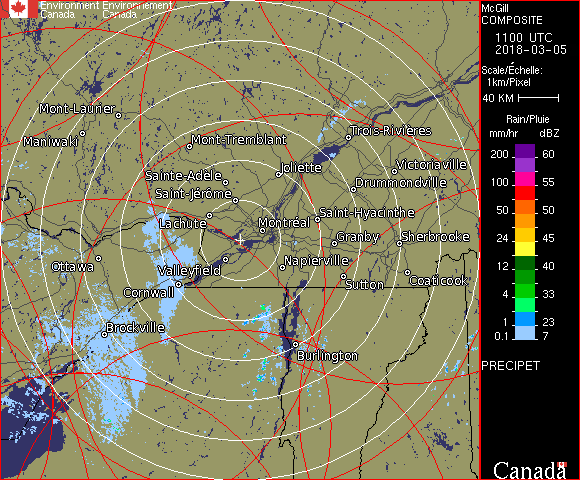 Environment Environnement
Canada Canada
McGill
COMPOSITE
1100 UTC
2018-03-05
Scale/Échelle:
1km/Pixel
40 KM
Rain/Pluie
mm/hr dBZ
200 60
55
100 55
50 50
24 45
12 40
4 33
1 23
0.1 7
PRECIPET
Canada
Mont-Laurier
Maniwaki
Mont-Tremblant
Trois-Rivières
Joliette
Victoriaville
Sainte-Adèle
Drummondville
Saint-Jérôme
Lachute
Saint-Hyacinthe
Montréal
Granby
Sherbrooke
Ottawa
Valleyfield
Napierville
Cornwall
Sutton
Coaticook
Brockville
Burlington